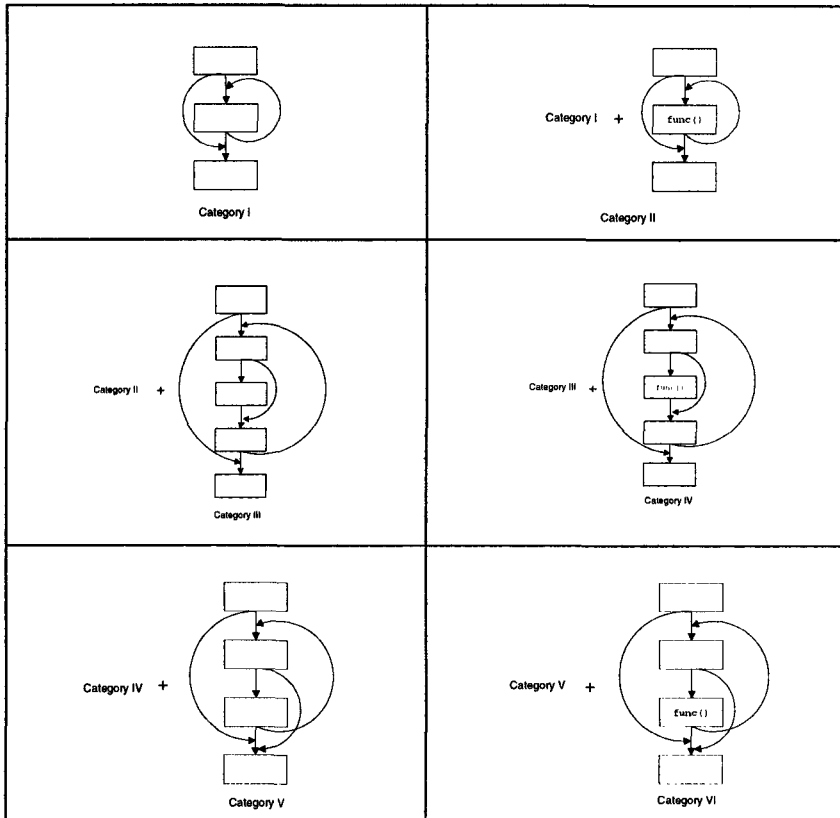 Category I
Category I +
func()
Category II
Category II +
Category III
Category III +
func()
Category IV
Category IV +
Category V
Category V +
func()
Category VI